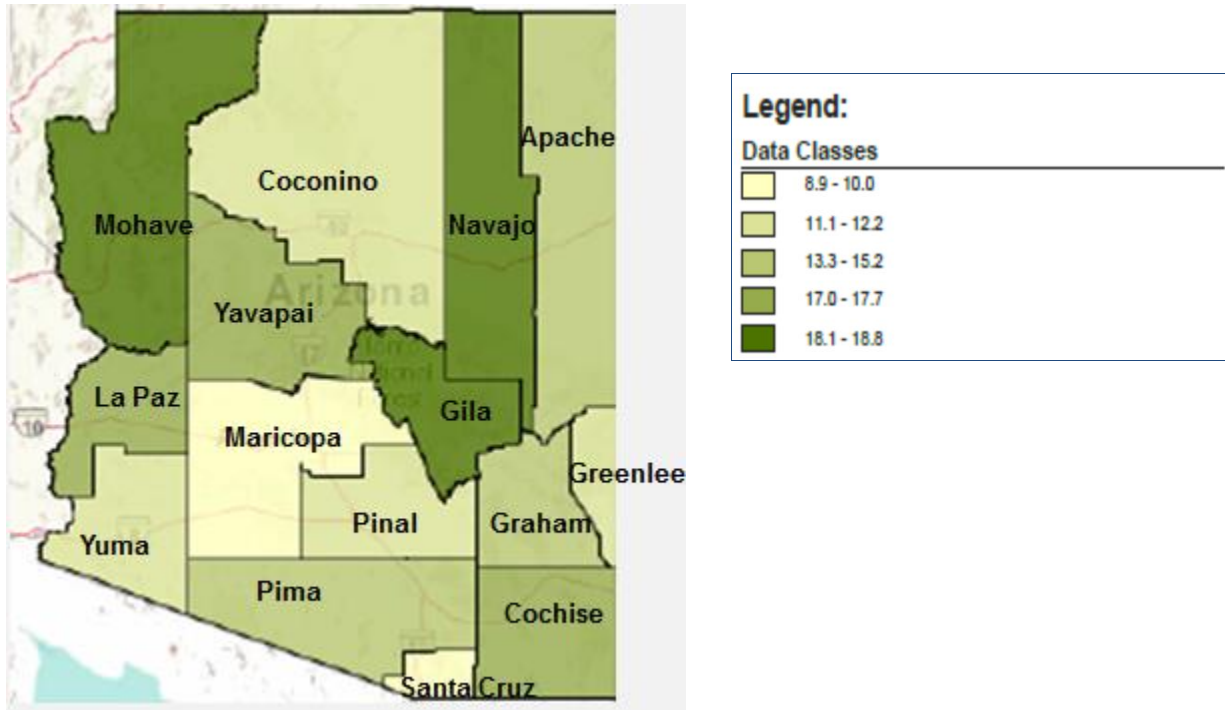 Apache
Coconino
Mohave
Navajo
Arizona
Yavapai
La Paz
Gila
Maricopa
10
Greenlee
Pinal
Graham
Yuma
Pima
Cochise
Santa Cruz
Legend:
Data Classes
8.9 - 10.0
11.1 - 12.2
13.3 - 15.2
17.0 - 17.7
18.1 - 18.8